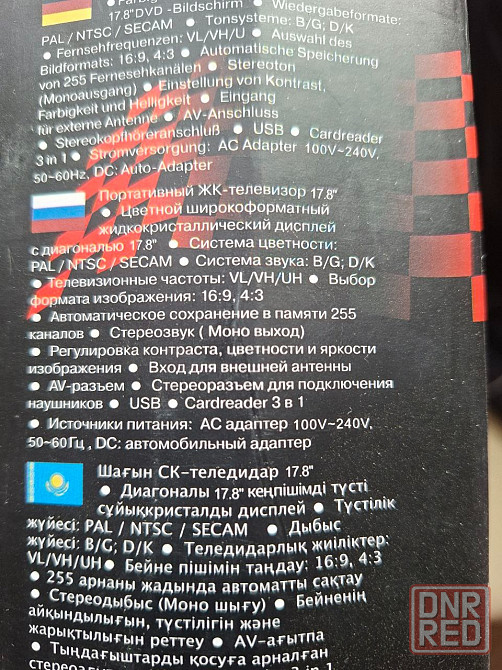 17.8"DVD -Bildschirm ● Wiedergabeformate:
PAL / NTSC / SECAM ● Tonsysteme: B/G; D/K
● Fernsehfrequenzen: VL/VH/U ● Auswahl des
Bildformats: 16:9, 4:3 ● Automatische Speicherung
von 255 Fernsehkanälen ● Stereoton
(Monoausgang) ● Einstellung von Kontrast,
Farbigkeit und Helligkeit ● Eingang
für externe Antenne ● AV-Anschluss
● Stereokopfhöreranschluß ● USB ● Cardreader
3 in 1 ● Stromversorgung: AC Adapter 100V~240V,
50~60Hz, DC: Auto-Adapter
Портативный ЖК-телевизор 17.8"
● Цветной широкоформатный
жидкокристаллический дисплей
с диагональю 17.8" ● Система цветности:
PAL / NTSC / SECAM ● Система звука: B/G; D/K
● Телевизионные частоты: VL/VH/UH ● Выбор
формата изображения: 16:9, 4:3
● Автоматическое сохранение в памяти 255
каналов ● Стереозвук ( Моно выход)
● Регулировка контраста, цветности и яркости
изображения ● Вход для внешней антенны
● AV-разъем ● Стереоразъем для подключения
наушников ● USB ● Cardreader 3 в 1
● Источники питания: AC адаптер 100V~240V,
50~60Гц, DC: автомобильный адаптер
Шағын СК-теледидар 17.8"
● Диагоналы 17.8" кеңпішімді түсті
сұйыққристалды дисплей ● Түстілік
жүйесі: PAL / NTSC / SECAM ● Дыбыс
жүйесі: B/G; D/K ● Теледидарлық жиіліктер:
VL/VH/UH● Бейне пішімін таңдау: 16:9, 4:3
● 255 арнаны жадында автоматты сақтау
● Стереодыбыс (Моно шығу) ● Бейненің
айқындылығын, түстілігін және
жарықтылығын реттеу ● AV-ағытпа
● Тыңдағыштарды қосуға арналған
DNR
RED